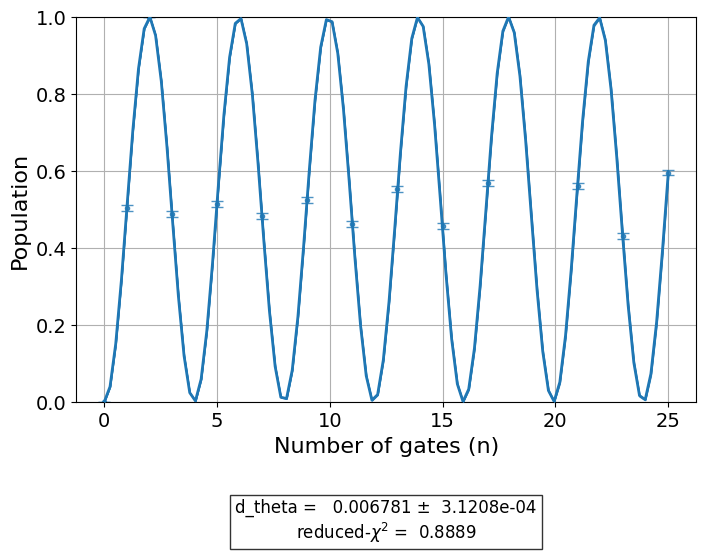 1.0
0.8
0.6
0.4
0.2
0.0
Population
0 5 10 15 20 25
Number of gates (n)
d_theta = 0.006781 ± 3.1208e-04
reduced-χ² = 0.8889